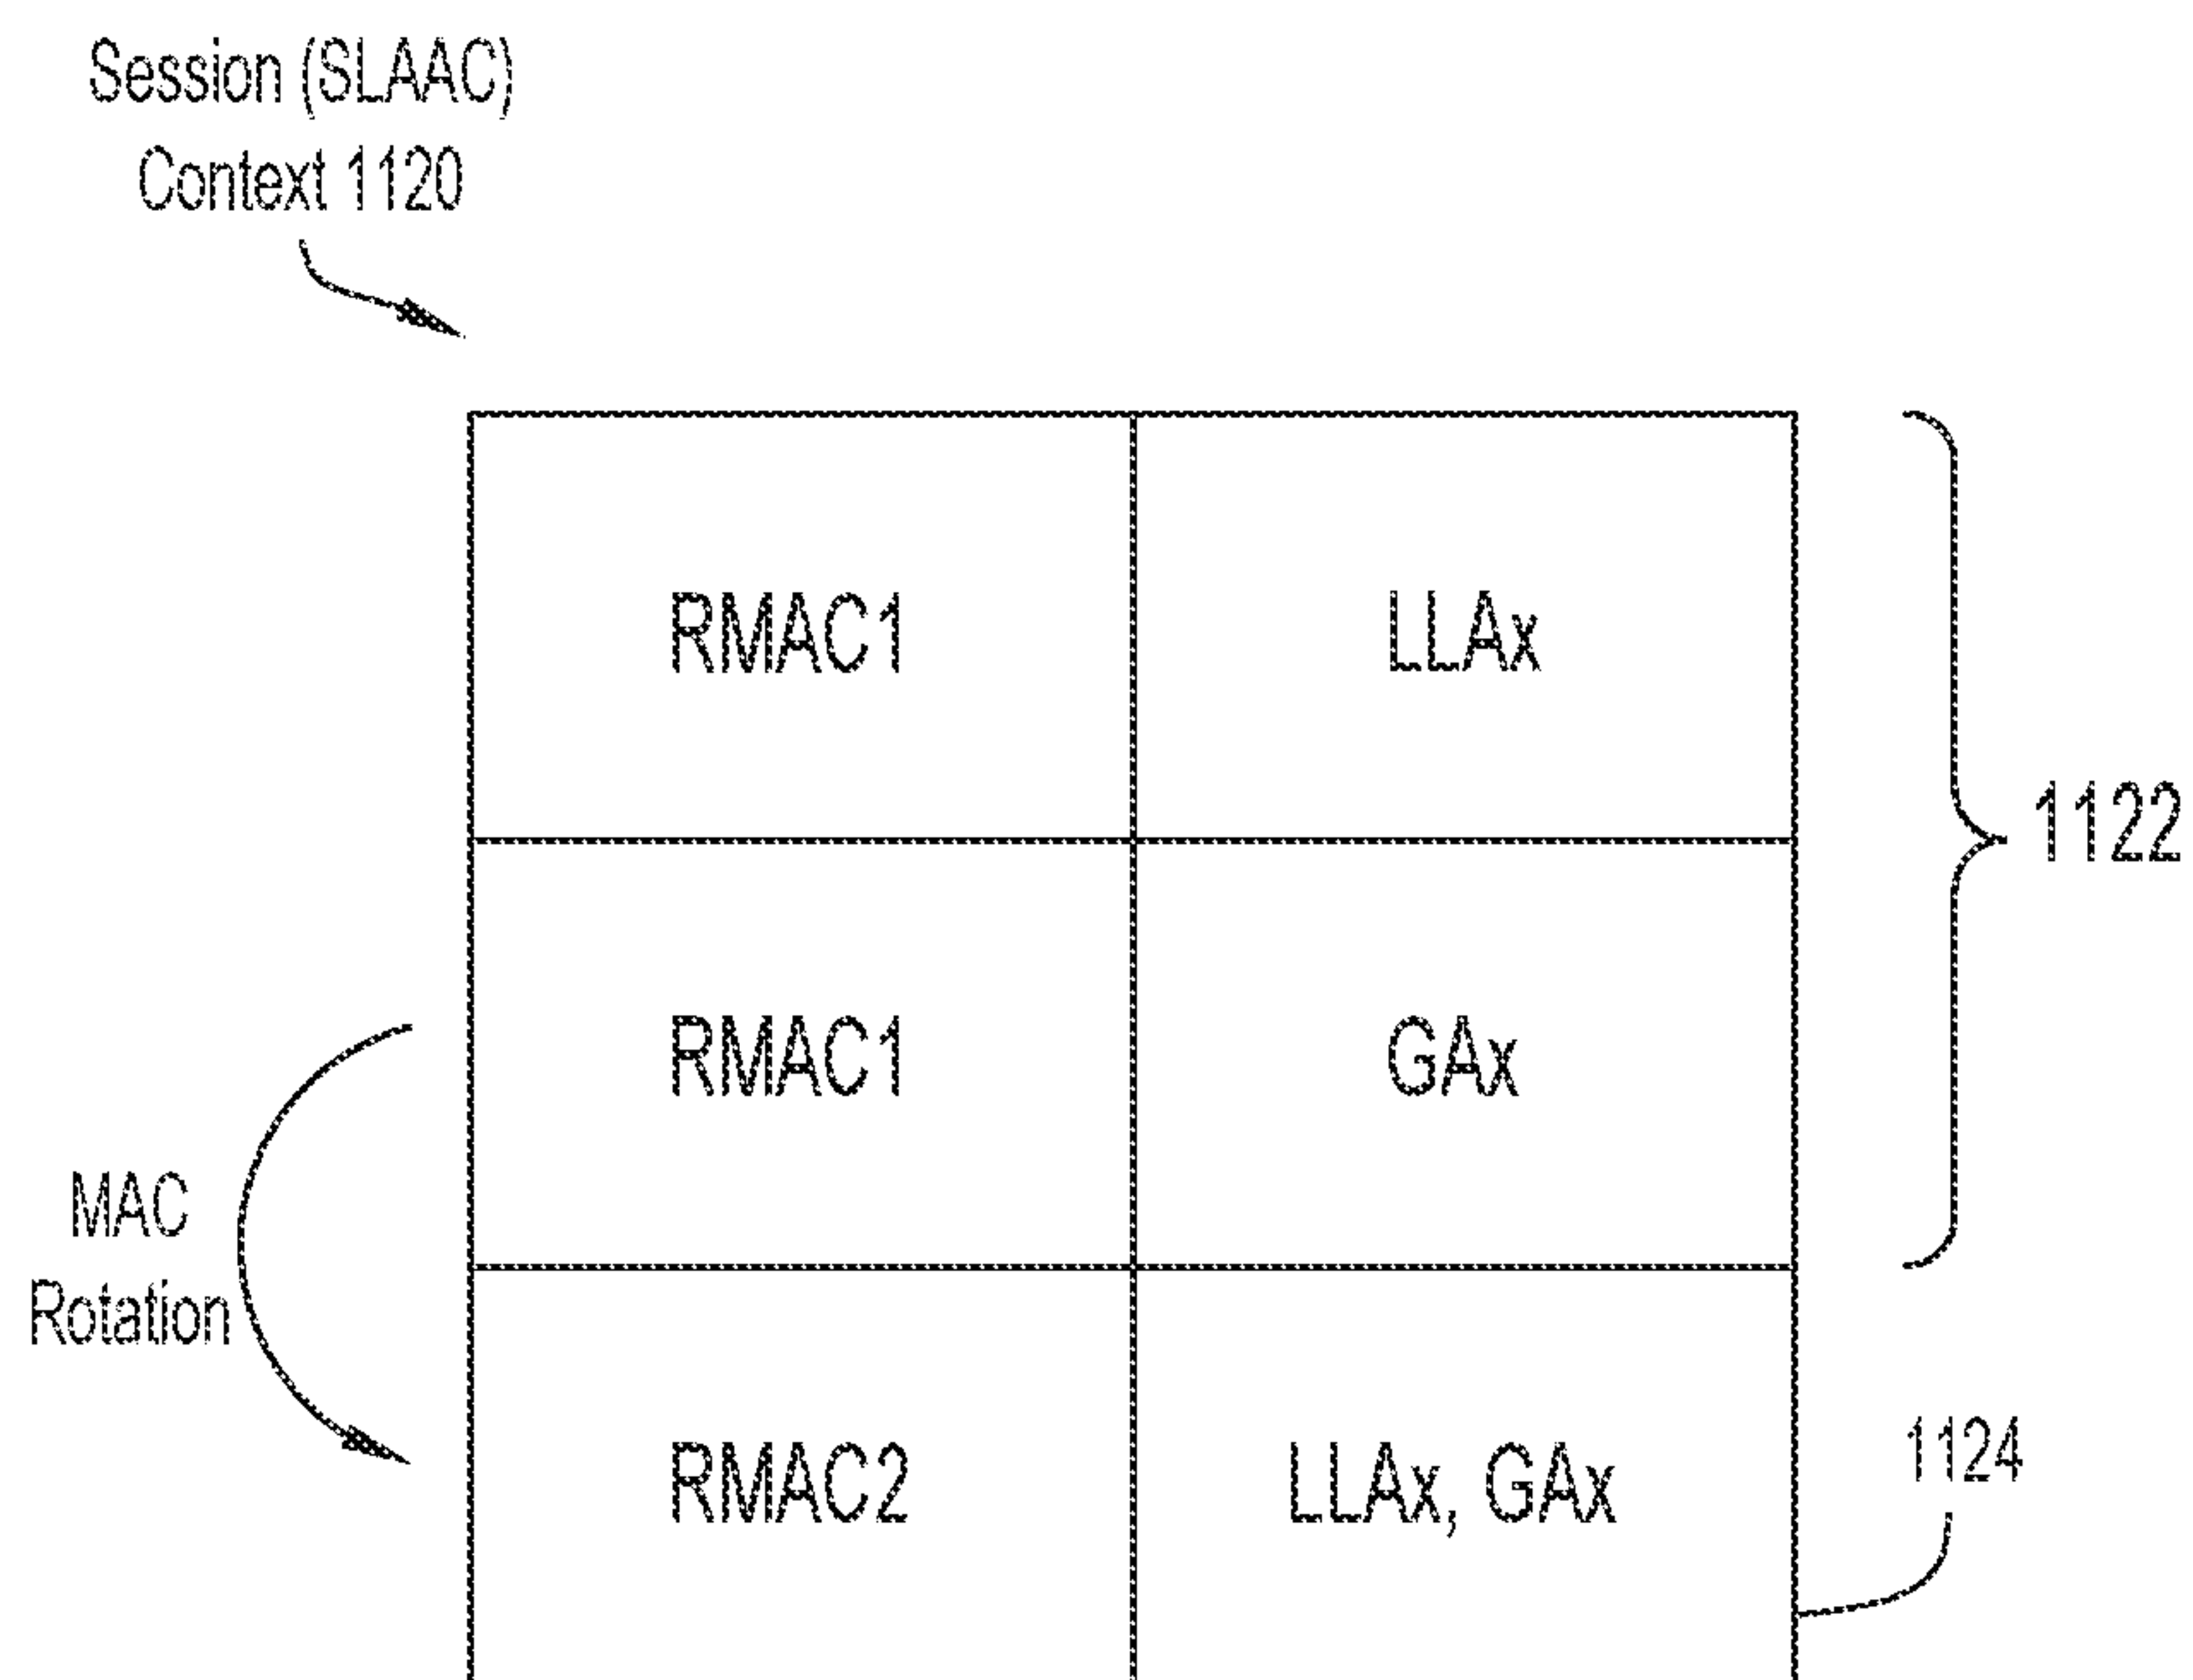 Session (SLAAC)
Context 1120
RMAC1 LLAx
1122
RMAC1 GAx
MAC
Rotation
RMAC2 LLAx, GAx
1124